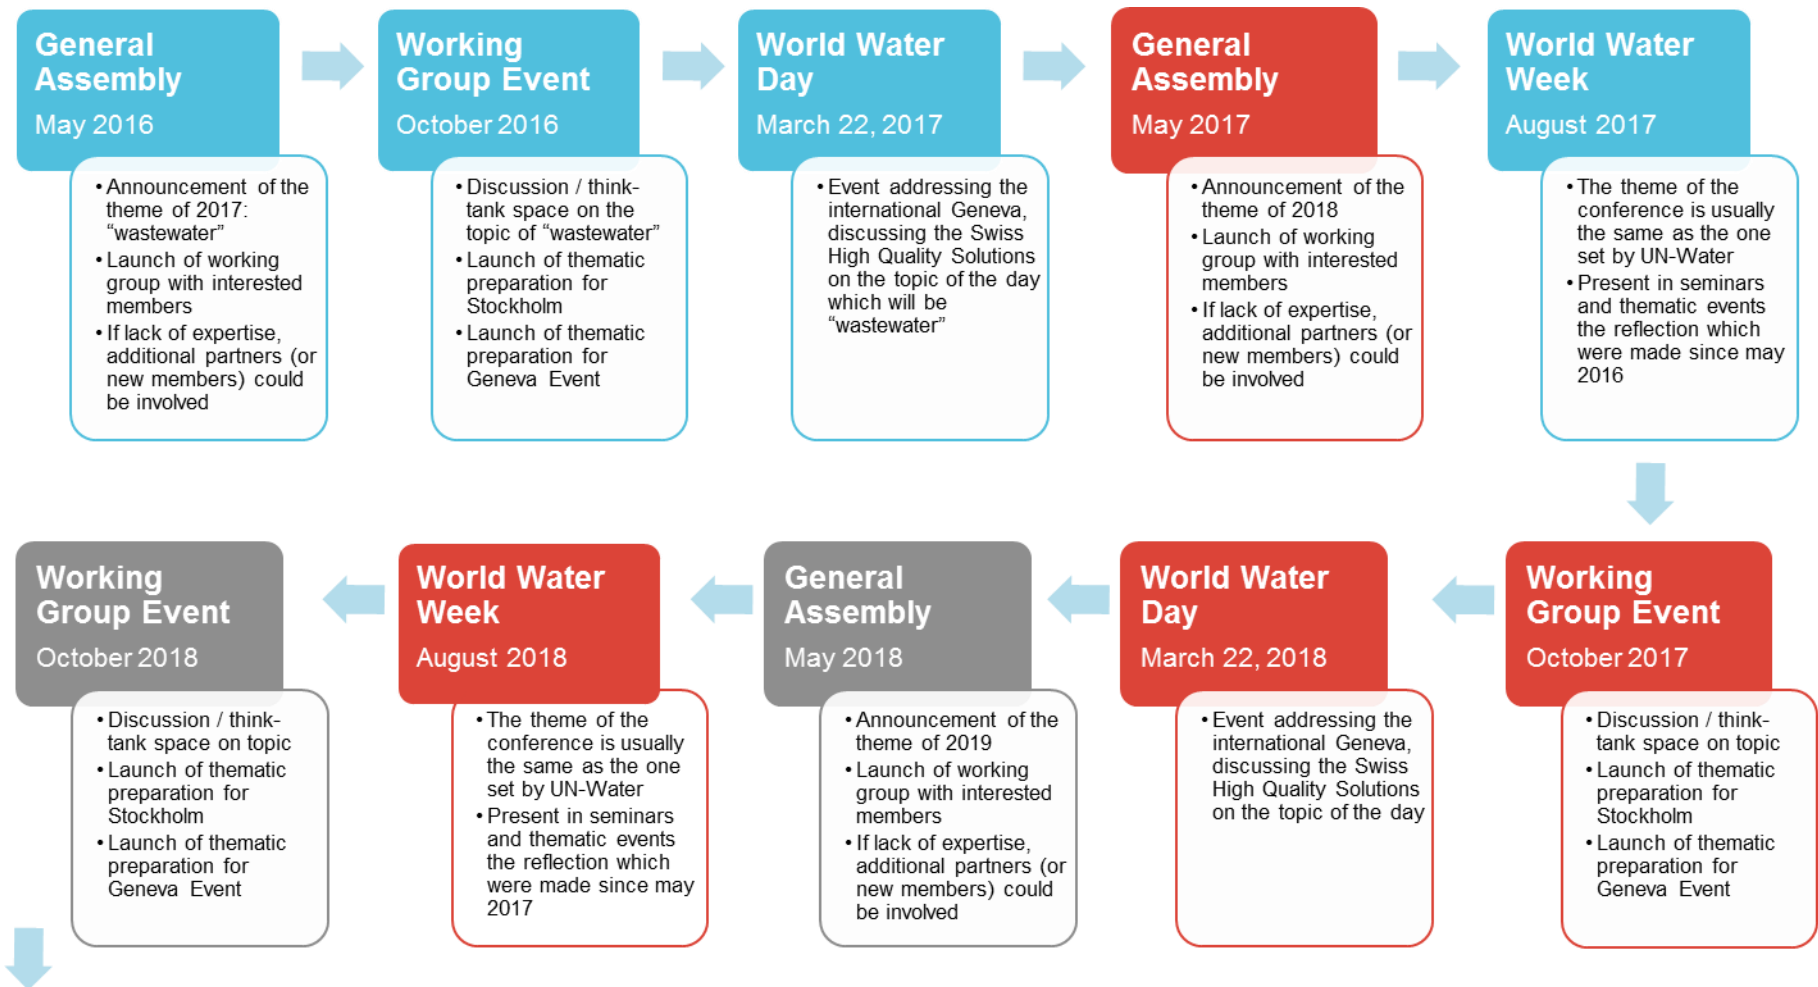 General
Assembly
May 2016
• Announcement of the
theme of 2017:
“wastewater”
• Launch of working
group with interested
members
• If lack of expertise,
additional partners (or
new members) could
be involved
Working
Group Event
October 2016
• Discussion / think-
tank space on the
topic of “wastewater”
• Launch of thematic
preparation for
Stockholm
• Launch of thematic
preparation for
Geneva Event
World Water
Day
March 22, 2017
• Event addressing the
international Geneva,
discussing the Swiss
High Quality Solutions
on the topic of the day
which will be
“wastewater”
General
Assembly
May 2017
• Announcement of the
theme of 2018
• Launch of working
group with interested
members
• If lack of expertise,
additional partners (or
new members) could
be involved
World Water
Week
August 2017
• The theme of the
conference is usually
the same as the one
set by UN-Water
• Present in seminars
and thematic events
the reflection which
were made since may
2016
Working
Group Event
October 2017
• Discussion / think-
tank space on topic
• Launch of thematic
preparation for
Stockholm
• Launch of thematic
preparation for
Geneva Event
World Water
Day
March 22, 2018
• Event addressing the
international Geneva,
discussing the Swiss
High Quality Solutions
on the topic of the day
General
Assembly
May 2018
• Announcement of the
theme of 2019
• Launch of working
group with interested
members
• If lack of expertise,
additional partners (or
new members) could
be involved
World Water
Week
August 2018
• The theme of the
conference is usually
the same as the one
set by UN-Water
• Present in seminars
and thematic events
the reflection which
were made since may
2017
Working
Group Event
October 2018
• Discussion / think-
tank space on topic
• Launch of thematic
preparation for
Stockholm
• Launch of thematic
preparation for
Geneva Event